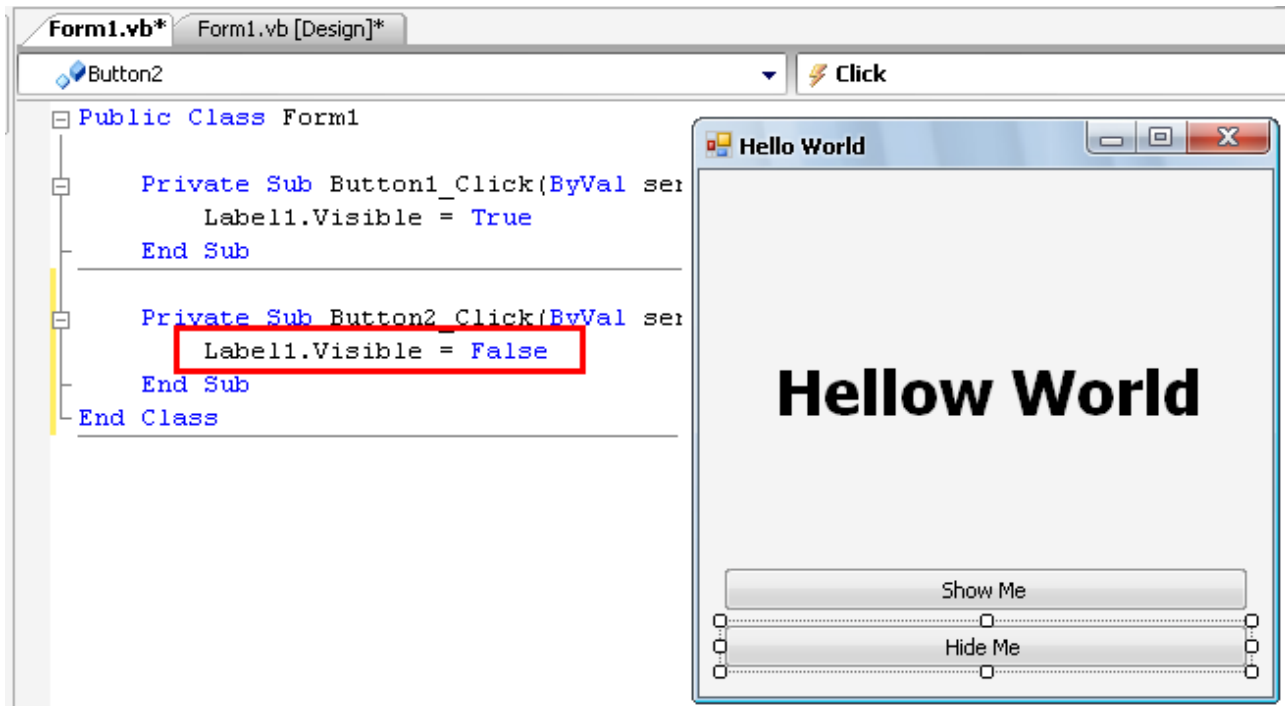 Form1.vb* Form1.vb [Design]*
Button2 Click
Public Class Form1
Private Sub Button1_Click(ByVal
Label1.Visible = True
End Sub
Private Sub Button2_Click(ByVal
Label1.Visible = False
End Sub
End Class
Hello World
Hellow World
Show Me
Hide Me